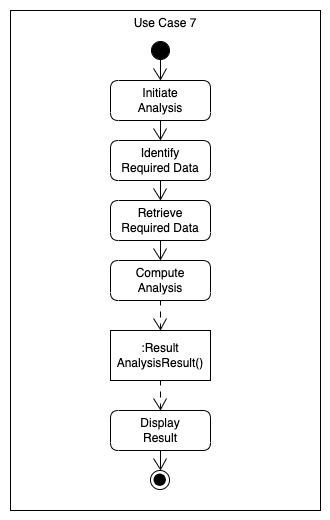 Use Case 7
Initiate
Analysis
Identify
Required Data
Retrieve
Required Data
Compute
Analysis
:Result
AnalysisResult()
Display
Result